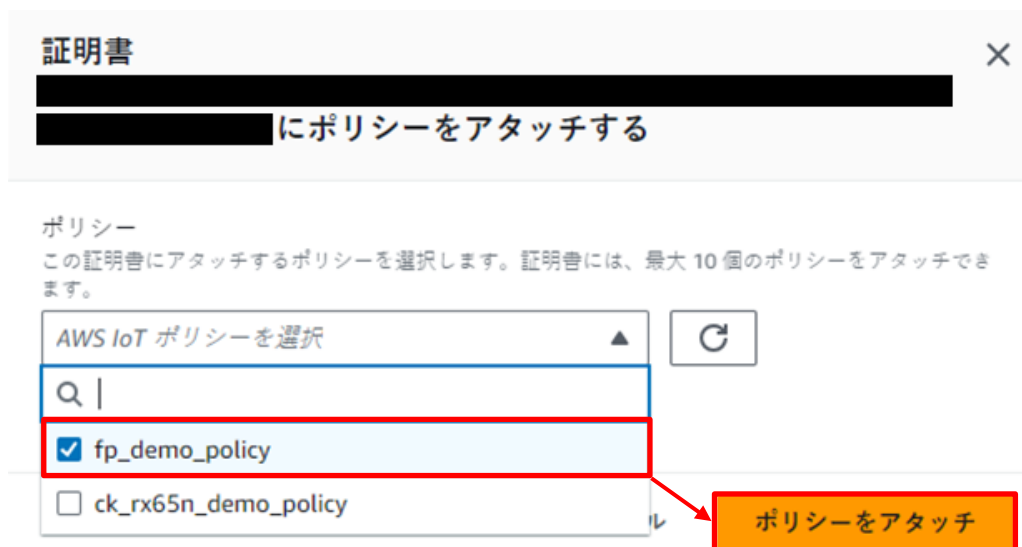 証明書
にポリシーをアタッチする
ポリシー
この証明書にアタッチするポリシーを選択します。証明書には、最大 10 個のポリシーをアタッチでき
ます。
AWS IoT ポリシーを選択
fp_demo_policy
ck_rx65n_demo_policy
ル
ポリシーをアタッチ